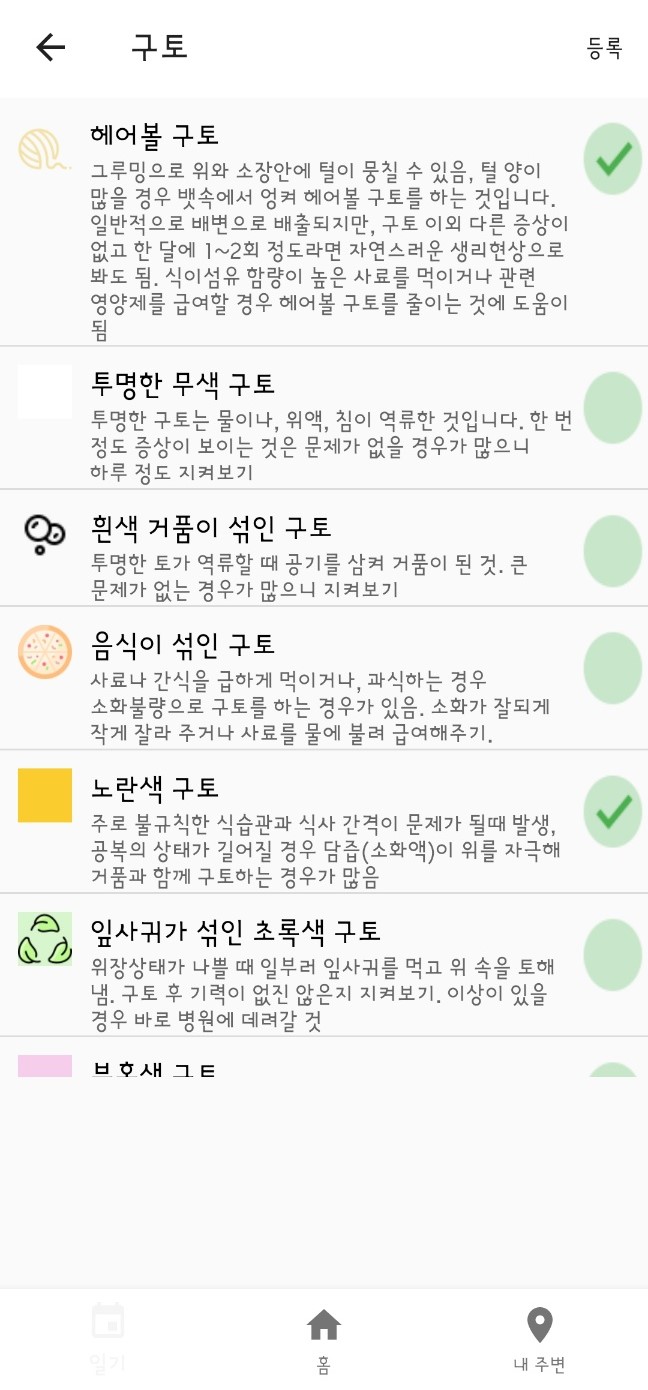 구토
등록
헤어볼 구토
그루밍으로 위와 소장안에 털이 뭉칠 수 있음, 털 양이
많을 경우 뱃속에서 엉켜 헤어볼 구토를 하는 것입니다.
일반적으로 배변으로 배출되지만, 구토 이외 다른 증상이
없고 한 달에 1~2회 정도라면 자연스러운 생리현상으로
봐도 됨. 식이섬유 함량이 높은 사료를 먹이거나 관련
영양제를 급여할 경우 헤어볼 구토를 줄이는 것에 도움이
됨
투명한 무색 구토
투명한 구토는 물이나, 위액, 침이 역류한 것입니다. 한 번
정도 증상이 보이는 것은 문제가 없을 경우가 많으니
하루 정도 지켜보기
흰색 거품이 섞인 구토
투명한 토가 역류할 때 공기를 삼켜 거품이 된 것. 큰
문제가 없는 경우가 많으니 지켜보기
음식이 섞인 구토
사료나 간식을 급하게 먹이거나, 과식하는 경우
소화불량으로 구토를 하는 경우가 있음. 소화가 잘되게
작게 잘라 주거나 사료를 물에 불려 급여해주기.
노란색 구토
주로 불규칙한 식습관과 식사 간격이 문제가 될때 발생,
공복의 상태가 길어질 경우 담즙(소화액)이 위를 자극해
거품과 함께 구토하는 경우가 많음
잎사귀가 섞인 초록색 구토
위장상태가 나쁠 때 일부러 잎사귀를 먹고 위 속을 토해
냄. 구토 후 기력이 없진 않은지 지켜보기. 이상이 있을
경우 바로 병원에 데려갈 것
분홍색 구토
일기
홈
내 주변